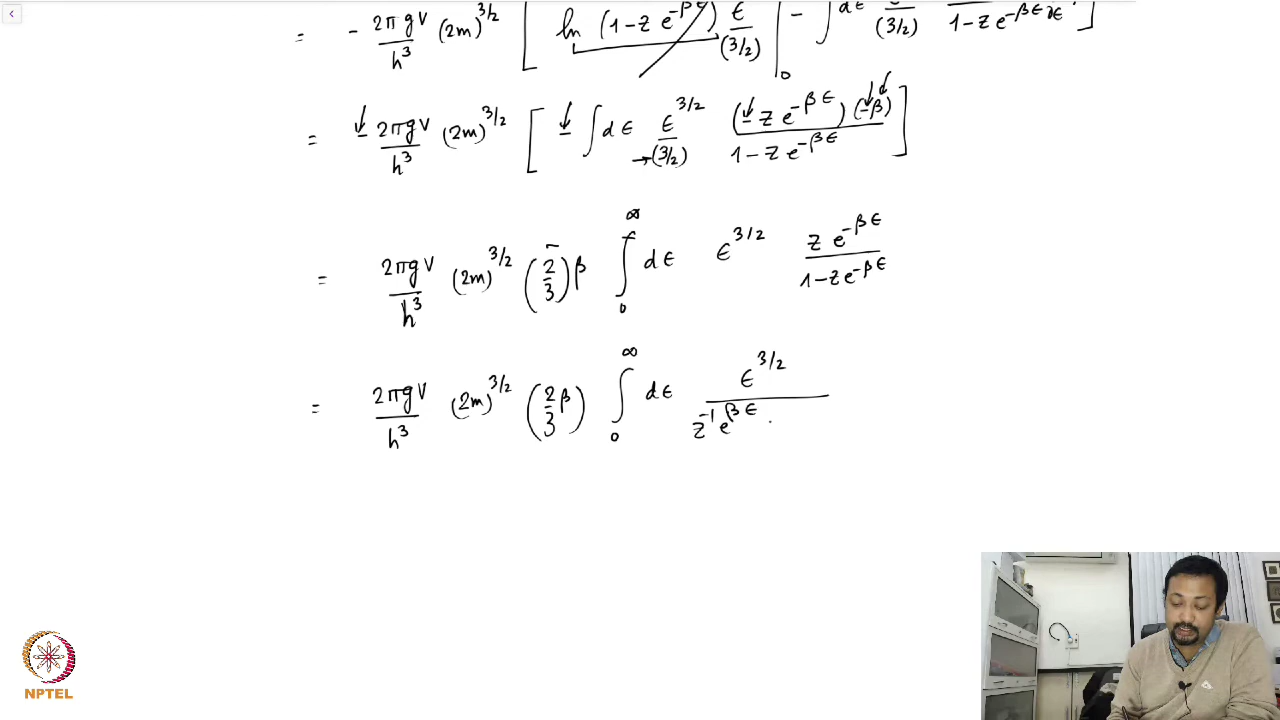 = - 2πgV/h³ (2m)^3/2 [ ln (1-z e^-βϵ) ϵ/(3/2) |₀ - ∫dϵ /(3/2) 1-z e^-βϵ ]
= - 2πgV/h³ (2m)^3/2 [ - ∫dϵ ϵ^3/2/(3/2) (-z e^-βϵ)(-β)/1-z e^-βϵ ]
= 2πgV/h³ (2m)^3/2 (2/3)β ∫₀^∞ dϵ ϵ^3/2 z e^-βϵ/1-ze^-βϵ
= 2πgV/h³ (2m)^3/2 (2/3 β) ∫₀^∞ dϵ ϵ^3/2/z^-1 e^βϵ
NPTEL